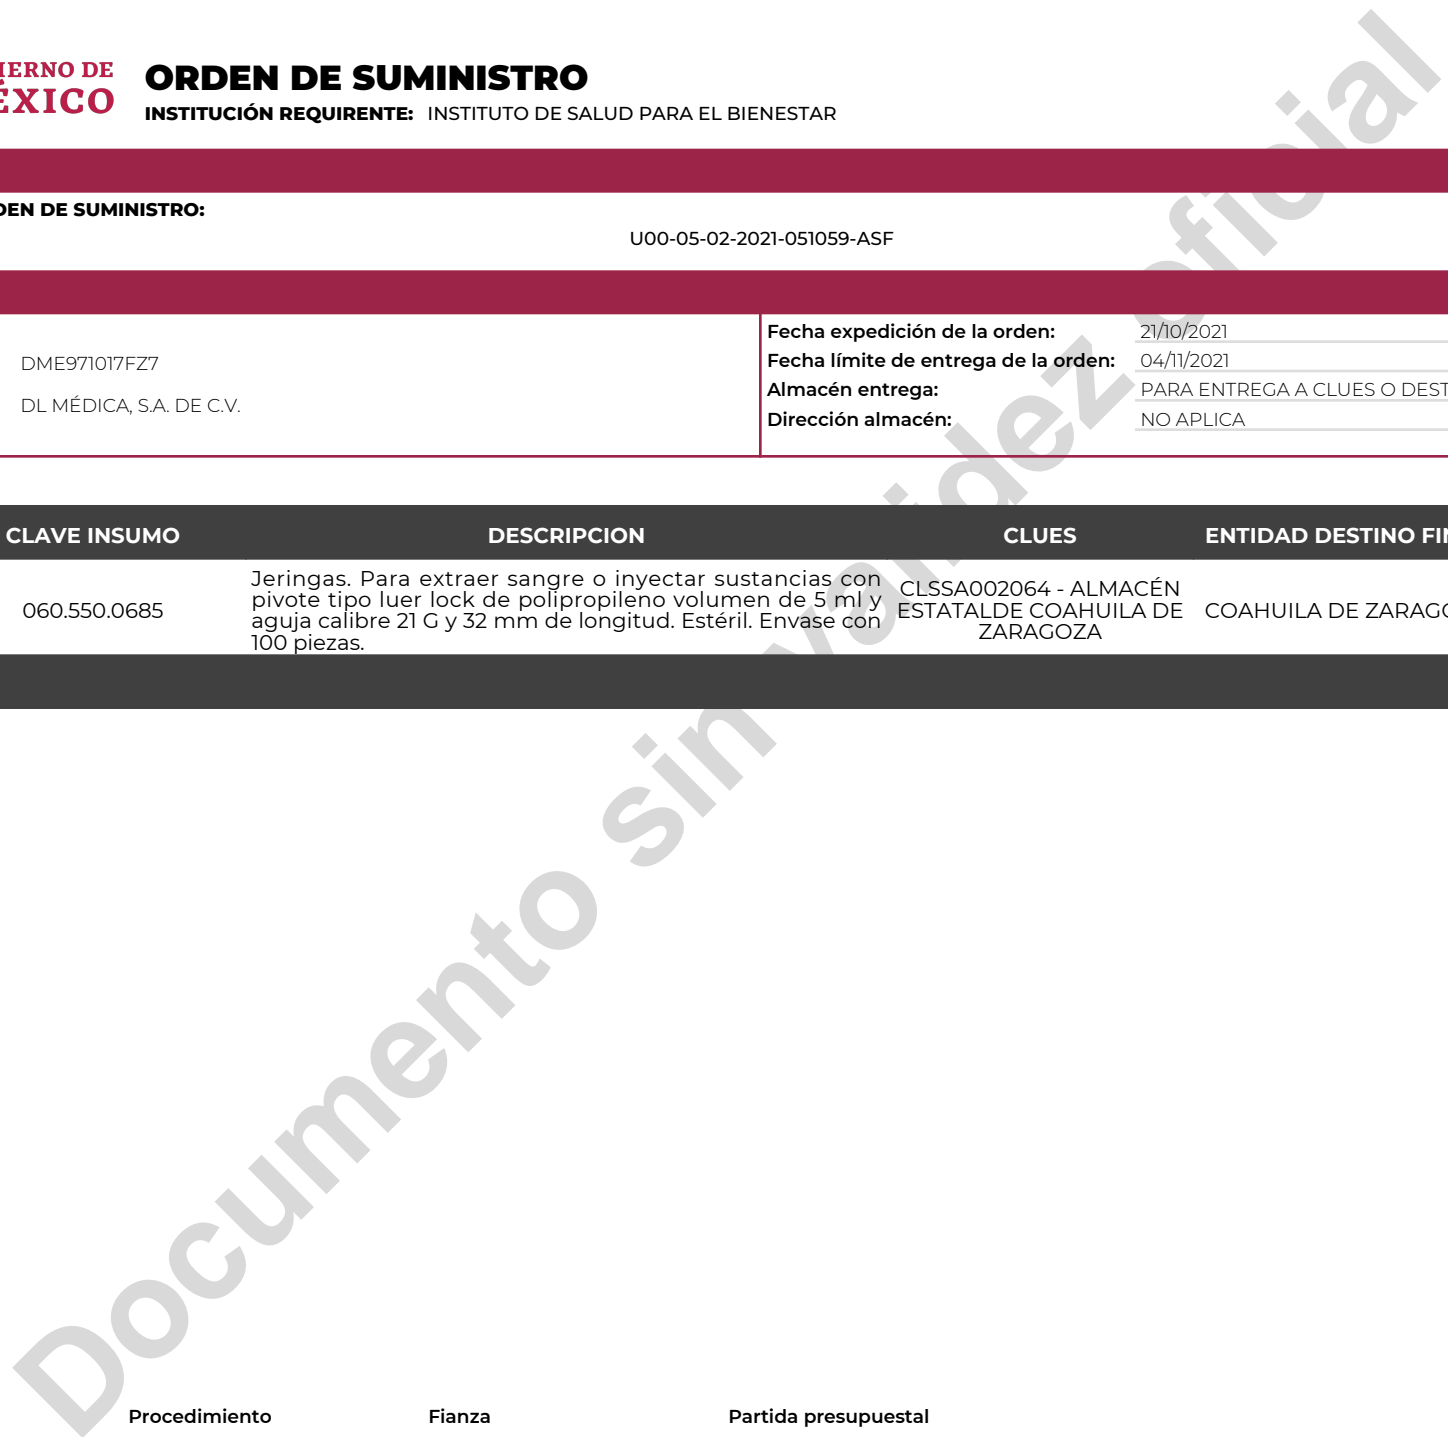 IERNO DE
ÉXICO
ORDEN DE SUMINISTRO
INSTITUCIÓN REQUIRENTE: INSTITUTO DE SALUD PARA EL BIENESTAR
DEN DE SUMINISTRO:
U00-05-02-2021-051059-ASF
DME971017FZ7
DL MÉDICA, S.A. DE C.V.
Fecha expedición de la orden: 21/10/2021
Fecha límite de entrega de la orden: 04/11/2021
Almacén entrega: PARA ENTREGA A CLUES O DEST
Dirección almacén: NO APLICA
CLAVE INSUMO DESCRIPCION CLUES ENTIDAD DESTINO FIN
060.550.0685
Jeringas. Para extraer sangre o inyectar sustancias con
pivote tipo luer lock de polipropileno volumen de 5 ml y
aguja calibre 21 G y 32 mm de longitud. Estéril. Envase con
100 piezas.
CLSSA002064 - ALMACÉN
ESTATALDE COAHUILA DE
ZARAGOZA
COAHUILA DE ZARAGO
Documento sin validez oficial
Procedimiento Fianza Partida presupuestal